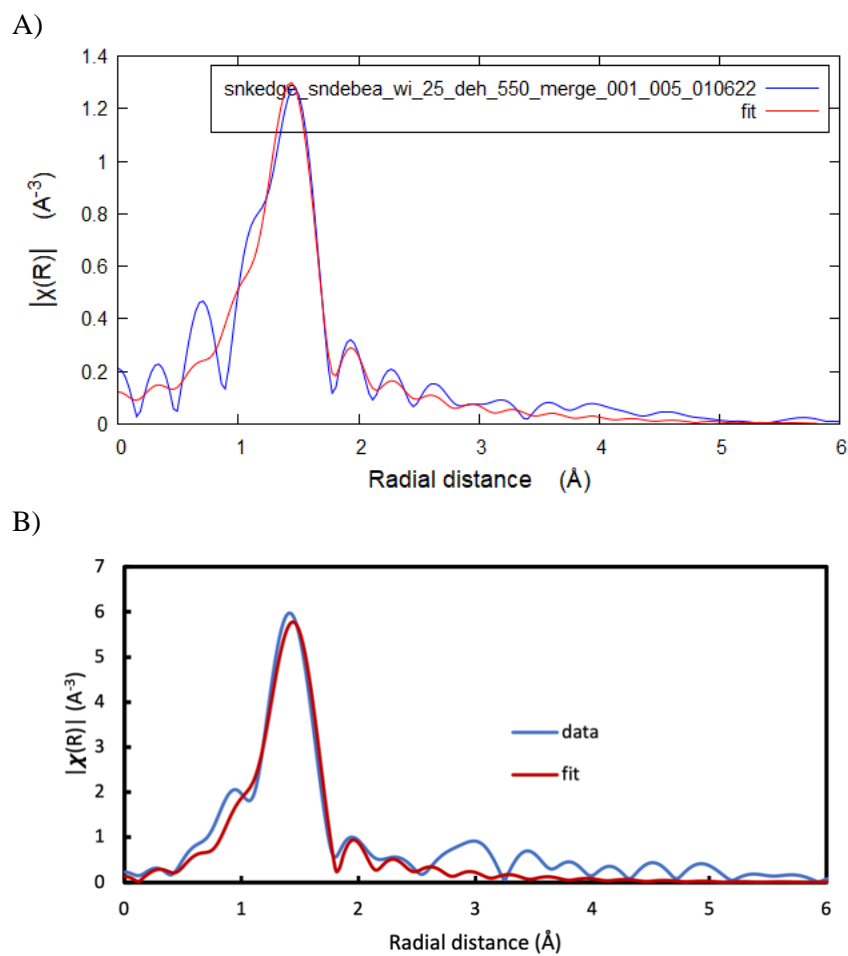 A)
1.4
1.2
1
0.8
0.6
0.4
0.2
0
|χ(R)| (A⁻³)
snkedge_sndebea_wi_25_deh_550_merge_001_005_010622
fit
0 1 2 3 4 5 6
Radial distance (Å)
B)
7
6
5
4
3
2
1
0
|χ(R)| (A⁻³)
data
fit
0 1 2 3 4 5 6
Radial distance (Å)